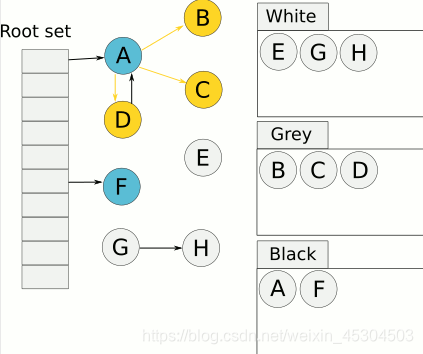 Root set
A
B
C
D
E
F
G
H
White
E G H
Grey
B C D
Black
A F
https://blog.csdn.net/weixin_45304503